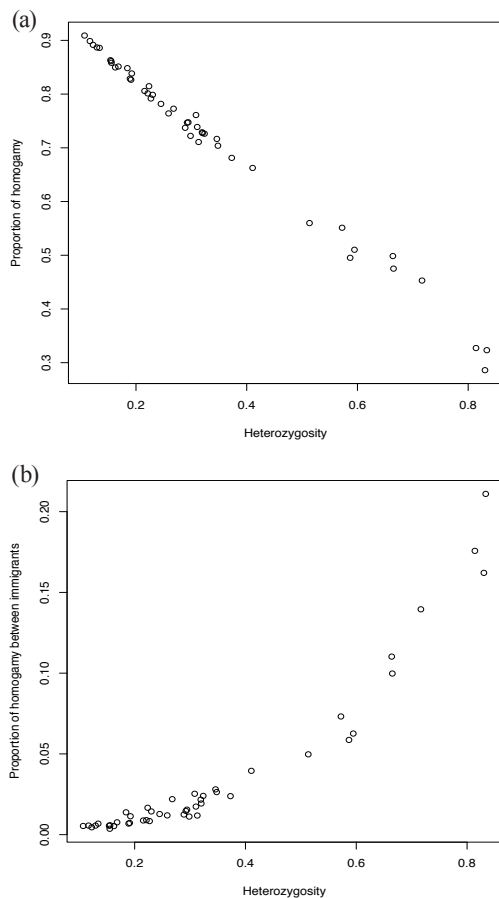 (a)
Proportion of homogamy
0.9
0.8
0.7
0.6
0.5
0.4
0.3
0.2 0.4 0.6 0.8
Heterozygosity
(b)
Proportion of homogamy between immigrants
0.20
0.15
0.10
0.05
0.00
0.2 0.4 0.6 0.8
Heterozygosity